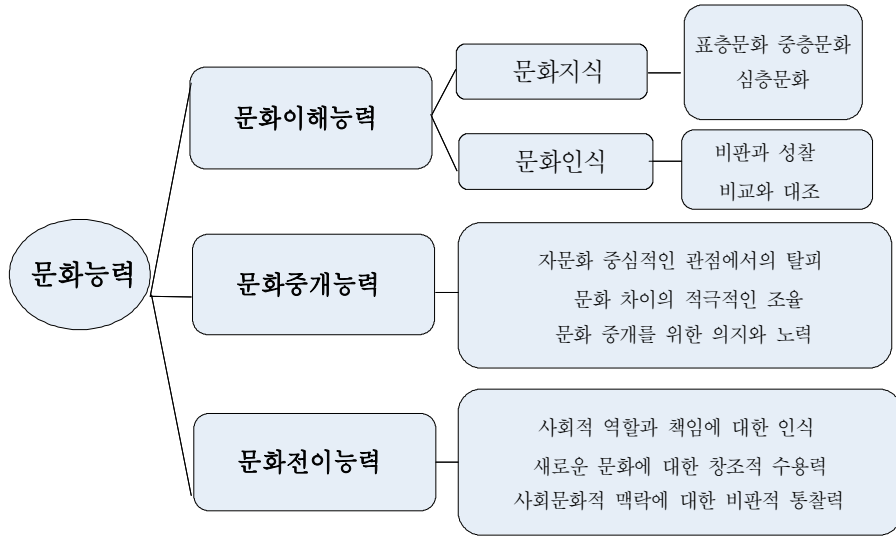 문화능력
문화이해능력
문화지식
표층문화 중층문화
심층문화
문화인식
비판과 성찰
비교와 대조
문화중개능력
자문화 중심적인 관점에서의 탈피
문화 차이의 적극적인 조율
문화 중개를 위한 의지와 노력
문화전이능력
사회적 역할과 책임에 대한 인식
새로운 문화에 대한 창조적 수용력
사회문화적 맥락에 대한 비판적 통찰력